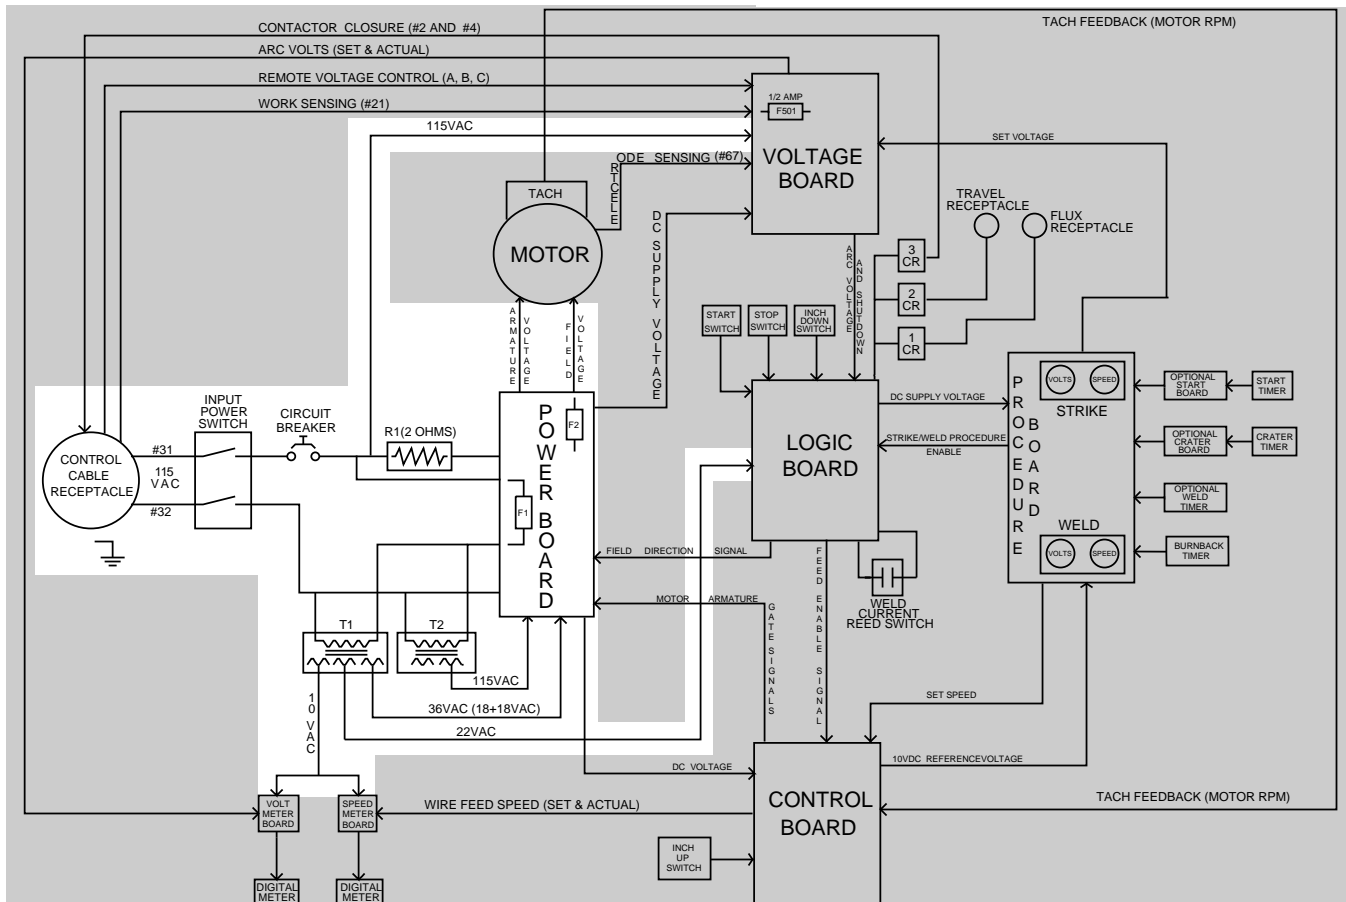 TACH FEEDBACK (MOTOR RPM)
CONTACTOR CLOSURE (#2 AND #4)
ARC VOLTS (SET & ACTUAL)
REMOTE VOLTAGE CONTROL (A, B, C)
WORK SENSING (#21)
115VAC
1/2 AMP
F501
VOLTAGE
BOARD
SET VOLTAGE
ODE SENSING (#67)
RTCELE
TACH
MOTOR
DC SUPPLY VOLTAGE
TRAVEL
RECEPTACLE
FLUX
RECEPTACLE
3
CR
2
CR
1
CR
ARC VOLTAGE
AND SHUTDOWN
START
SWITCH
STOP
SWITCH
INCH
DOWN
SWITCH
ARMATURE
VOLTAGE
FIELD
VOLTAGE
INPUT
POWER
SWITCH
CIRCUIT
BREAKER
R1(2 OHMS)
CONTROL
CABLE
RECEPTACLE
#31
115
VAC
#32
POWER BOARD
F2
F1
LOGIC
BOARD
DC SUPPLY VOLTAGE
STRIKE/WELD PROCEDURE
ENABLE
PROCEDURE
BOARD
VOLTS
SPEED
STRIKE
WELD
VOLTS
SPEED
OPTIONAL
START
BOARD
START
TIMER
OPTIONAL
CRATER
BOARD
CRATER
TIMER
OPTIONAL
WELD
TIMER
BURNBACK
TIMER
FIELD DIRECTION SIGNAL
MOTOR ARMATURE
GATE SIGNALS
FEED ENABLE SIGNAL
WELD
CURRENT
REED SWITCH
T1
T2
115VAC
36VAC (18+18VAC)
22VAC
10 VAC
SET SPEED
10VDC REFERENCEVOLTAGE
DC VOLTAGE
TACH FEEDBACK (MOTOR RPM)
VOLT
METER
BOARD
SPEED
METER
BOARD
WIRE FEED SPEED (SET & ACTUAL)
CONTROL
BOARD
INCH
UP
SWITCH
DIGITAL
METER
DIGITAL
METER